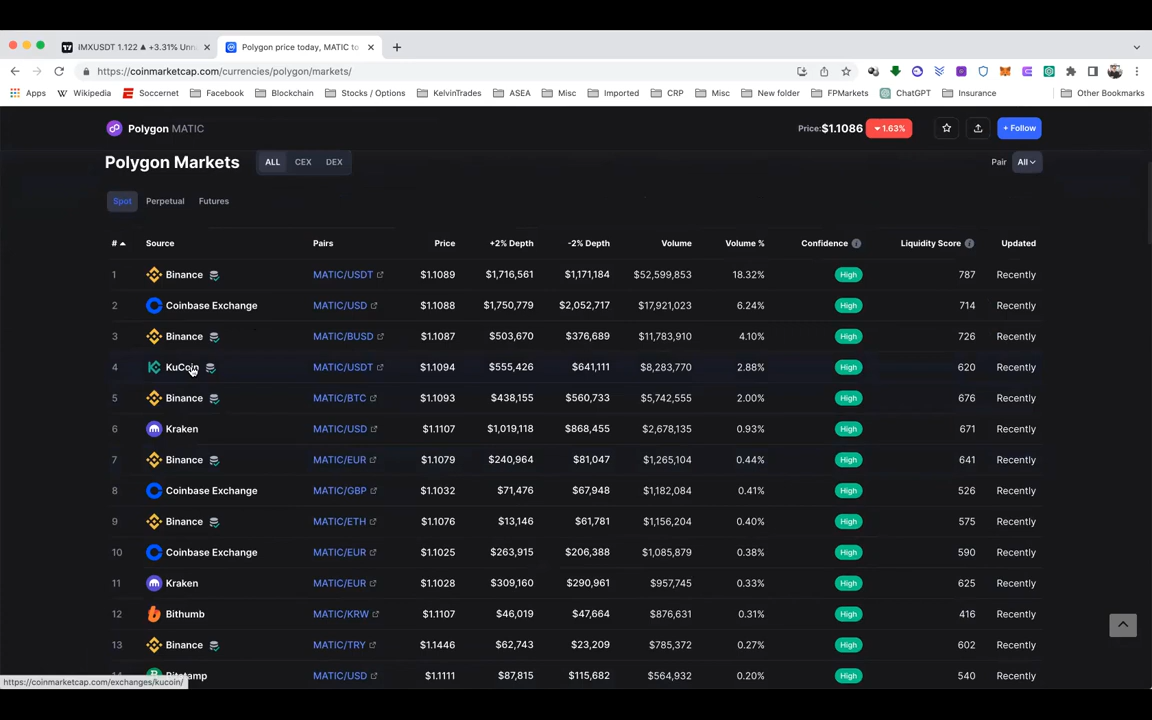 IMXUSDT 1.122 ▲ +3.31% Unn
Polygon price today, MATIC to
https://coinmarketcap.com/currencies/polygon/markets/
Apps Wikipedia Soccernet Facebook Blockchain Stocks / Options KelvinTrades ASEA Misc Imported CRP Misc New folder FPMarkets ChatGPT Insurance Other Bookmarks
Polygon MATIC Price:$1.1086 ▼1.63% + Follow
Polygon Markets ALL CEX DEX Pair All
Spot Perpetual Futures
# Source Pairs Price +2% Depth -2% Depth Volume Volume % Confidence Liquidity Score Updated
1 Binance MATIC/USDT $1.1089 $1,716,561 $1,171,184 $52,599,853 18.32% High 787 Recently
2 Coinbase Exchange MATIC/USD $1.1088 $1,750,779 $2,052,717 $17,921,023 6.24% High 714 Recently
3 Binance MATIC/BUSD $1.1087 $503,670 $376,689 $11,783,910 4.10% High 726 Recently
4 KuCoin MATIC/USDT $1.1094 $555,426 $641,111 $8,283,770 2.88% High 620 Recently
5 Binance MATIC/BTC $1.1093 $438,155 $560,733 $5,742,555 2.00% High 676 Recently
6 Kraken MATIC/USD $1.1107 $1,019,118 $868,455 $2,678,135 0.93% High 671 Recently
7 Binance MATIC/EUR $1.1079 $240,964 $81,047 $1,265,104 0.44% High 641 Recently
8 Coinbase Exchange MATIC/GBP $1.1032 $71,476 $67,948 $1,182,084 0.41% High 526 Recently
9 Binance MATIC/ETH $1.1076 $13,146 $61,781 $1,156,204 0.40% High 575 Recently
10 Coinbase Exchange MATIC/EUR $1.1025 $263,915 $206,388 $1,085,879 0.38% High 590 Recently
11 Kraken MATIC/EUR $1.1028 $309,160 $290,961 $957,745 0.33% High 625 Recently
12 Bithumb MATIC/KRW $1.1107 $46,019 $47,664 $876,631 0.31% High 416 Recently
13 Binance MATIC/TRY $1.1446 $62,743 $23,209 $785,372 0.27% High 602 Recently
14 Bitstamp MATIC/USD $1.1111 $87,815 $115,682 $564,932 0.20% High 540 Recently
https://coinmarketcap.com/exchanges/kucoin/